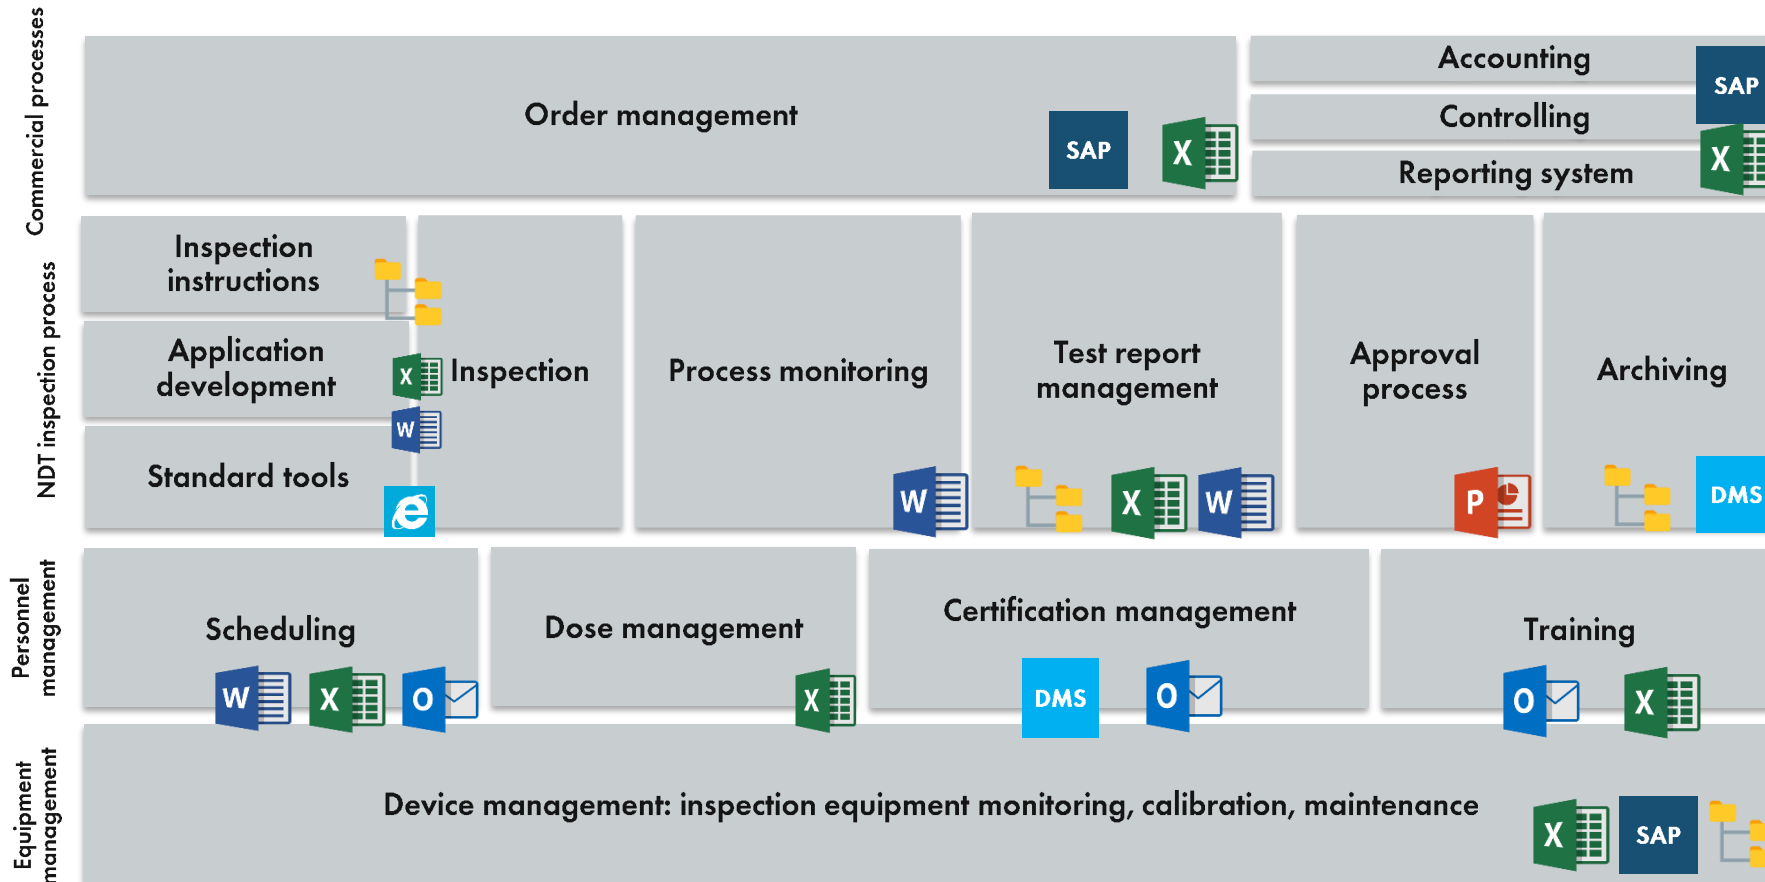 Commercial processes
Order management
SAP
X
Accounting
Controlling
Reporting system
SAP
X
NDT inspection process
Inspection
instructions
Application
development
Standard tools
X
W
e
Inspection
Process monitoring
W
Test report
management
X
W
Approval
process
P
Archiving
DMS
Personnel
management
Scheduling
W
X
O
Dose management
X
Certification management
DMS
O
Training
O
X
Equipment
management
Device management: inspection equipment monitoring, calibration, maintenance
X
SAP